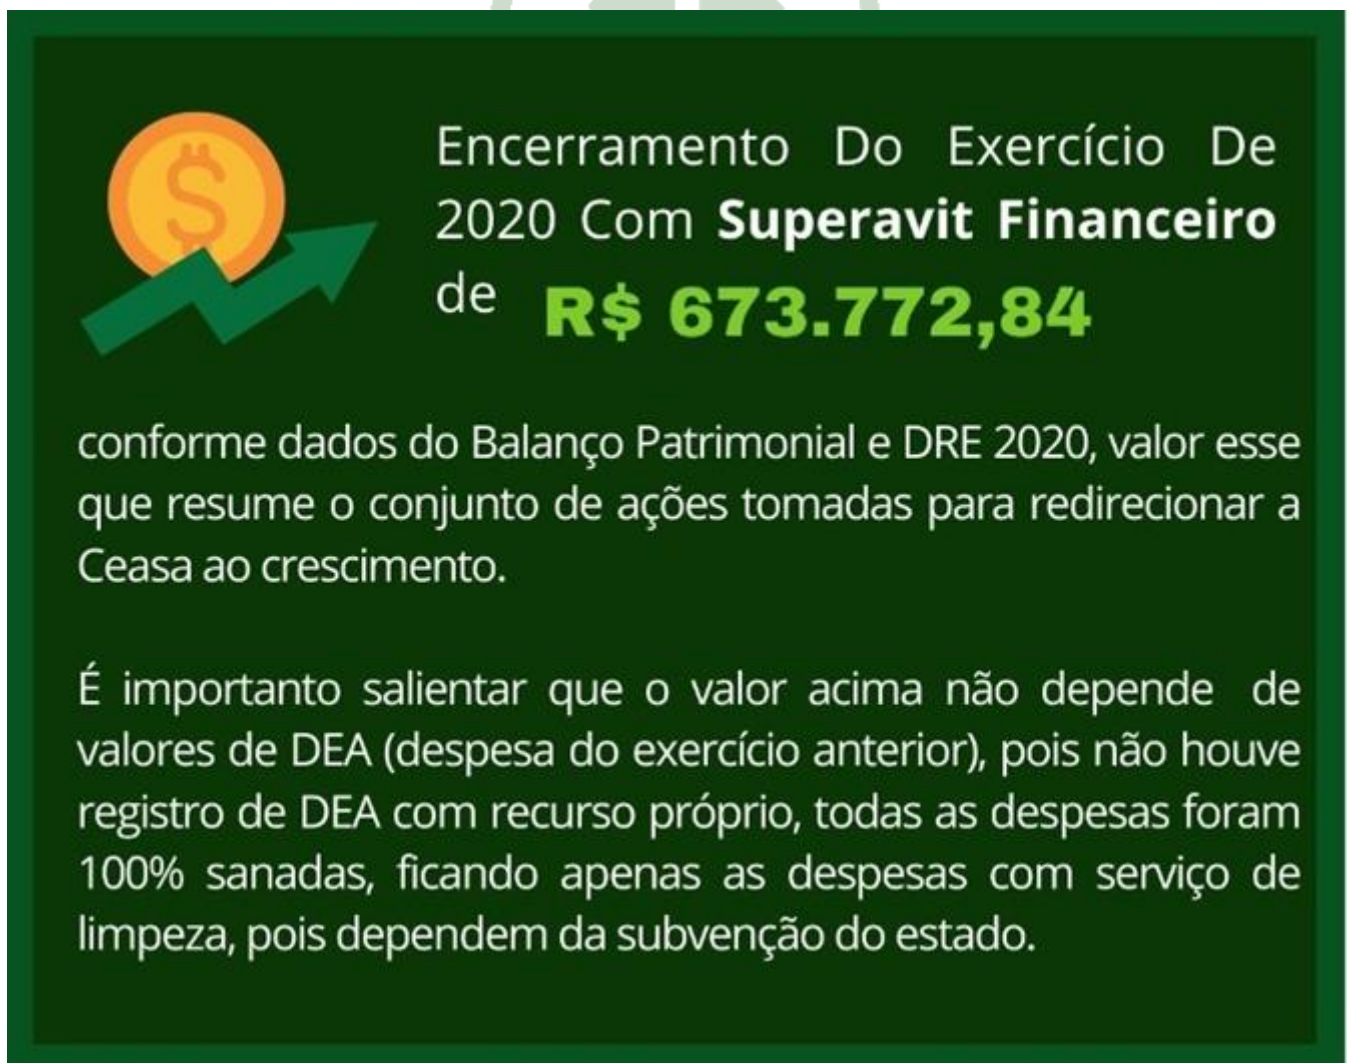 Encerramento Do Exercício De
2020 Com Superavit Financeiro
de R$ 673.772,84
conforme dados do Balanço Patrimonial e DRE 2020, valor esse
que resume o conjunto de ações tomadas para redirecionar a
Ceasa ao crescimento.
É importanto salientar que o valor acima não depende de
valores de DEA (despesa do exercício anterior), pois não houve
registro de DEA com recurso próprio, todas as despesas foram
100% sanadas, ficando apenas as despesas com serviço de
limpeza, pois dependem da subvenção do estado.